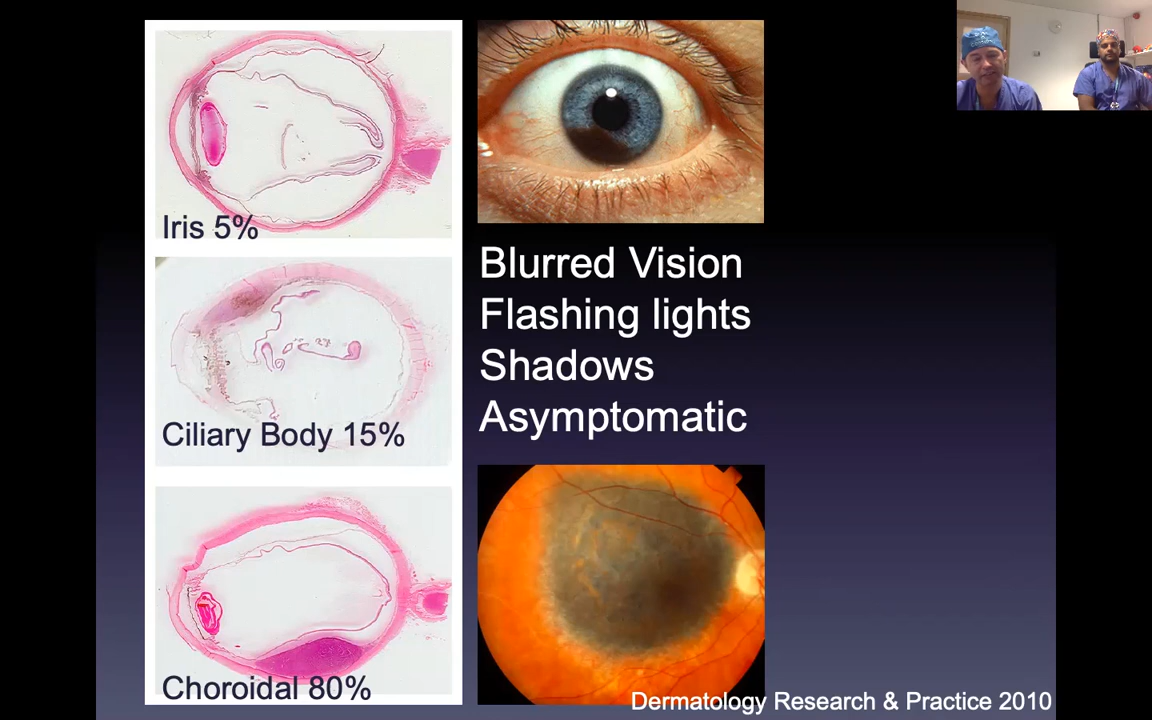 Iris 5%
Ciliary Body 15%
Choroidal 80%
Blurred Vision
Flashing lights
Shadows
Asymptomatic
Dermatology Research & Practice 2010